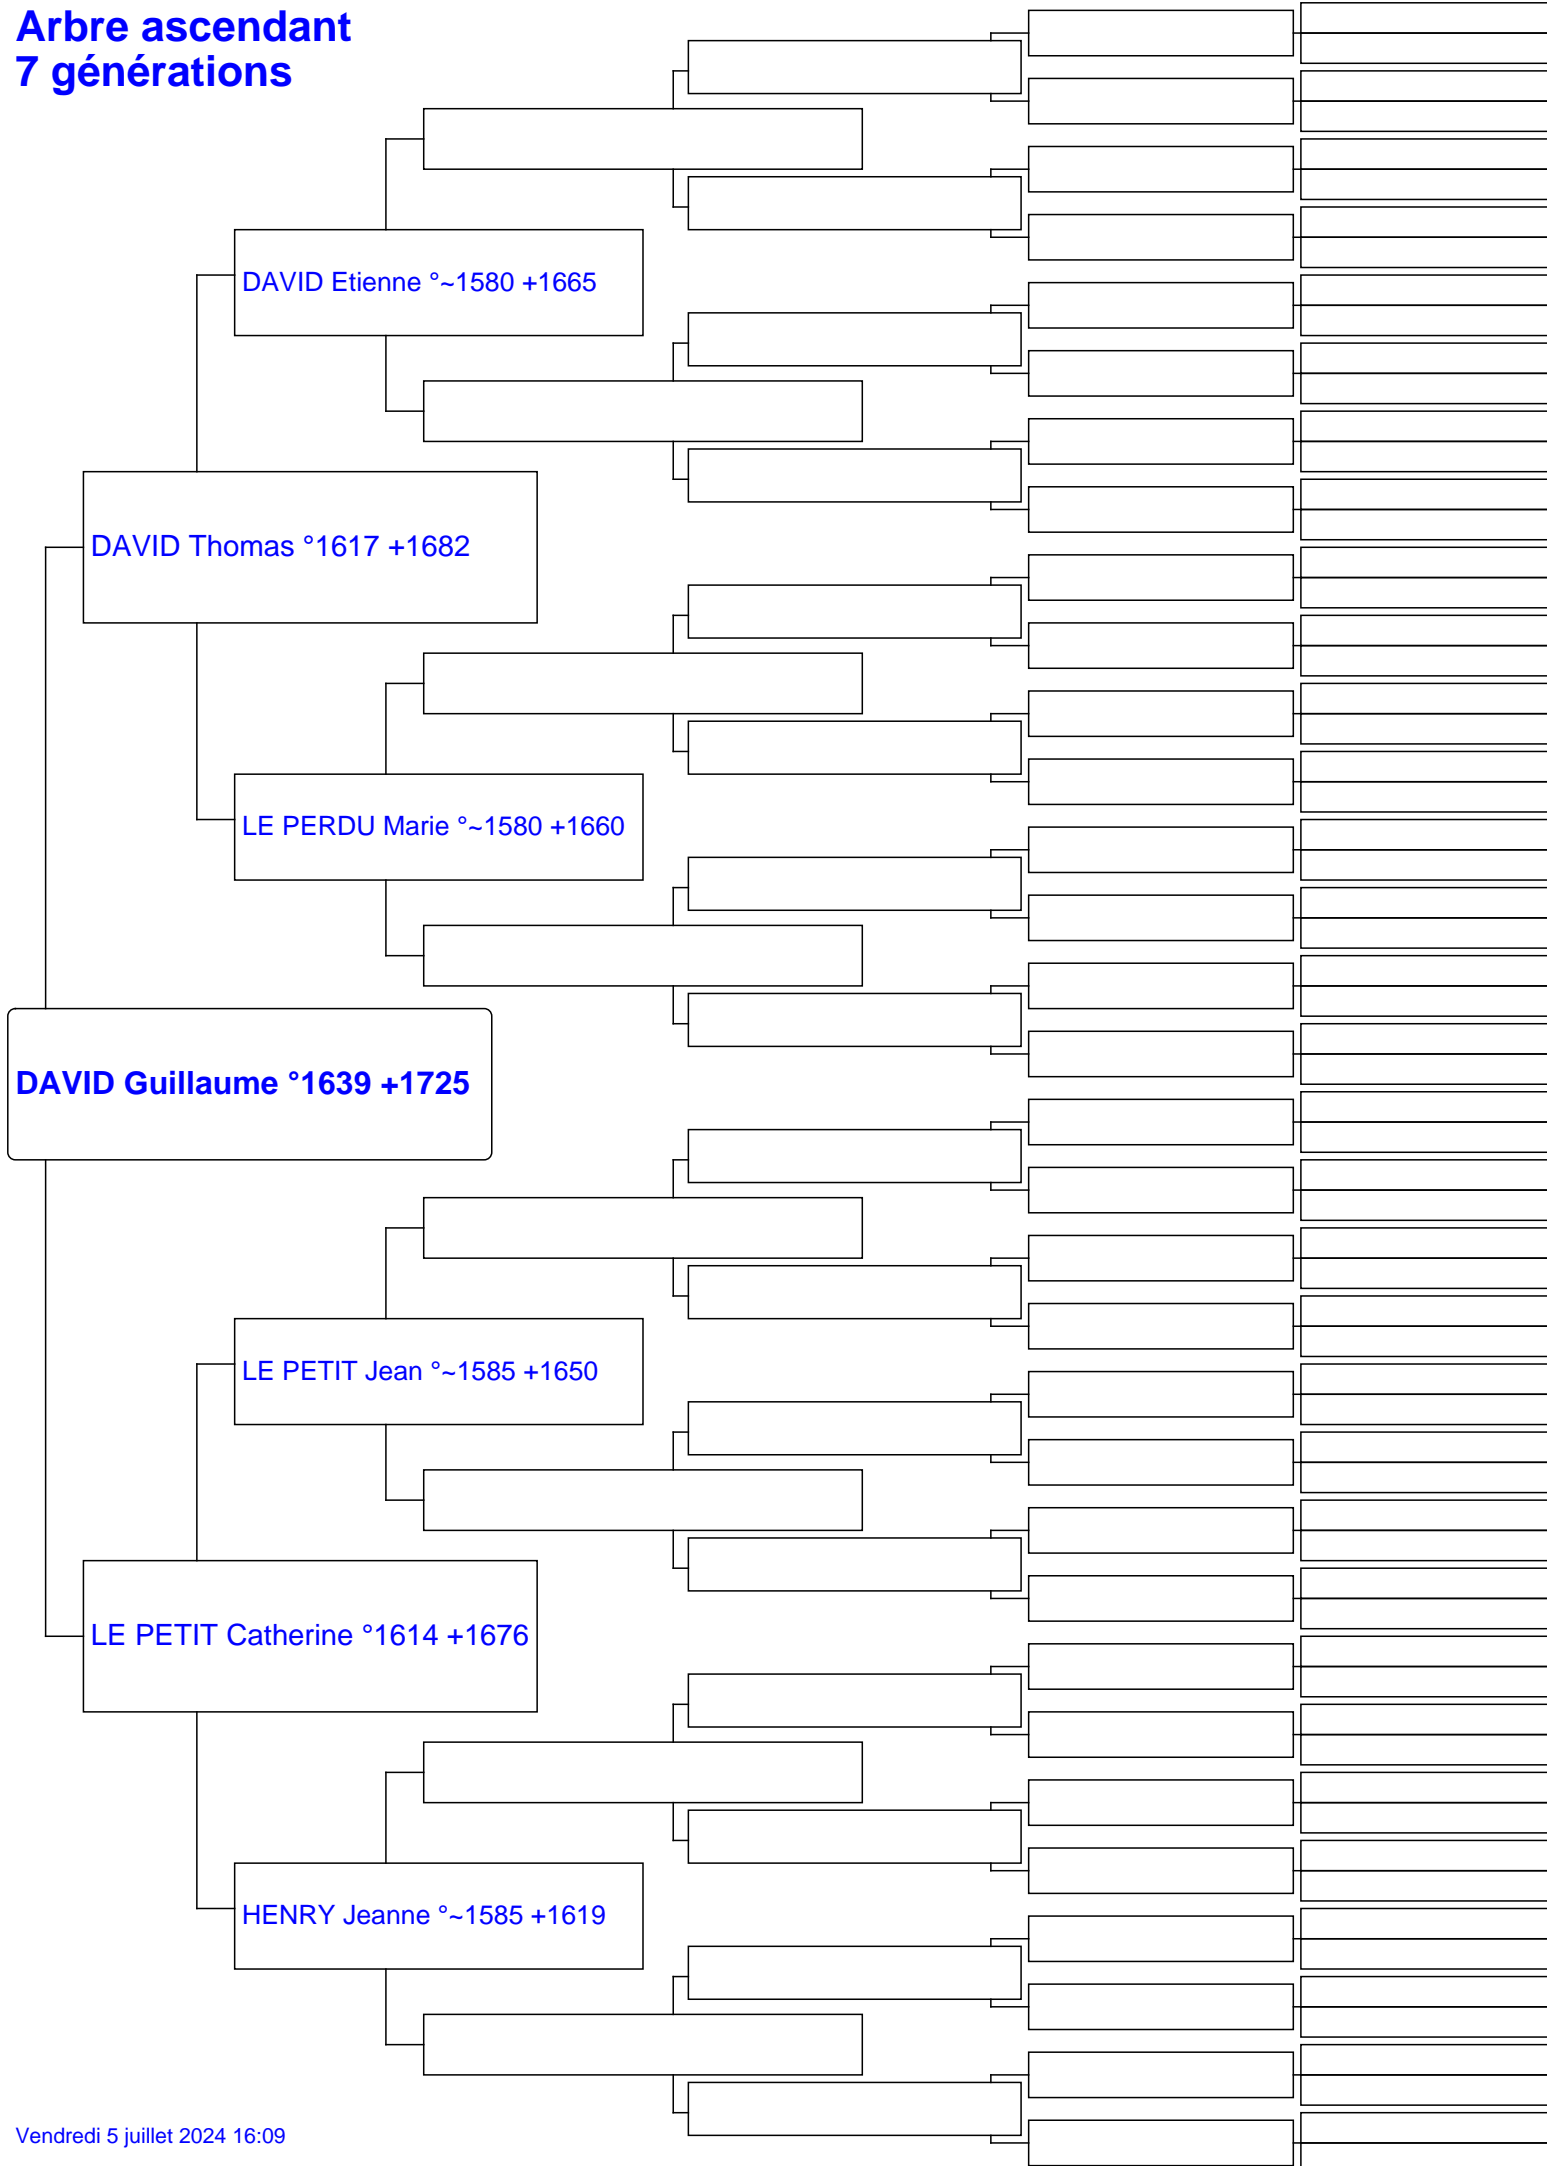 Arbre ascendant
7 générations
DAVID Etienne °~1580 +1665
DAVID Thomas °1617 +1682
LE PERDU Marie °~1580 +1660
DAVID Guillaume °1639 +1725
LE PETIT Jean °~1585 +1650
LE PETIT Catherine °1614 +1676
HENRY Jeanne °~1585 +1619
Vendredi 5 juillet 2024 16:09